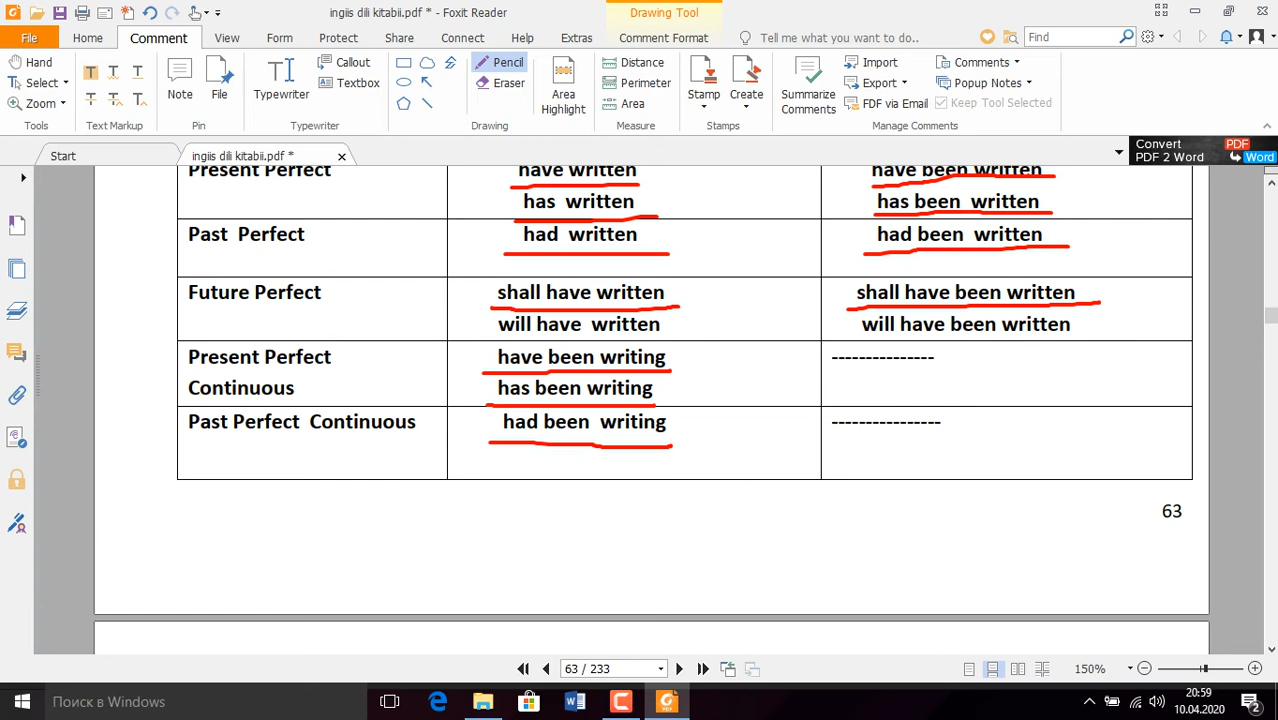 ingiis dili kitabii.pdf * - Foxit Reader
Drawing Tool
File Home Comment View Form Protect Share Connect Help Extras Comment Format Tell me what you want to do... Find
Hand
Select
Zoom
Tools
Text Markup
Note
File
Pin
Typewriter
Callout
Textbox
Typewriter
Pencil
Eraser
Drawing
Area
Highlight
Distance
Perimeter
Area
Measure
Stamp
Create
Stamps
Summarize
Comments
Import
Export
FDF via Email
Comments
Popup Notes
Keep Tool Selected
Manage Comments
Start
ingiis dili kitabii.pdf *
Convert PDF
PDF 2 Word Word
Present Perfect have written have been written
has written has been written
Past Perfect had written had been written
Future Perfect shall have written shall have been written
will have written will have been written
Present Perfect have been writing ---------------
Continuous has been writing
Past Perfect Continuous had been writing ----------------
63
63 / 233
150%
Поиск в Windows
20:59
10.04.2020
2